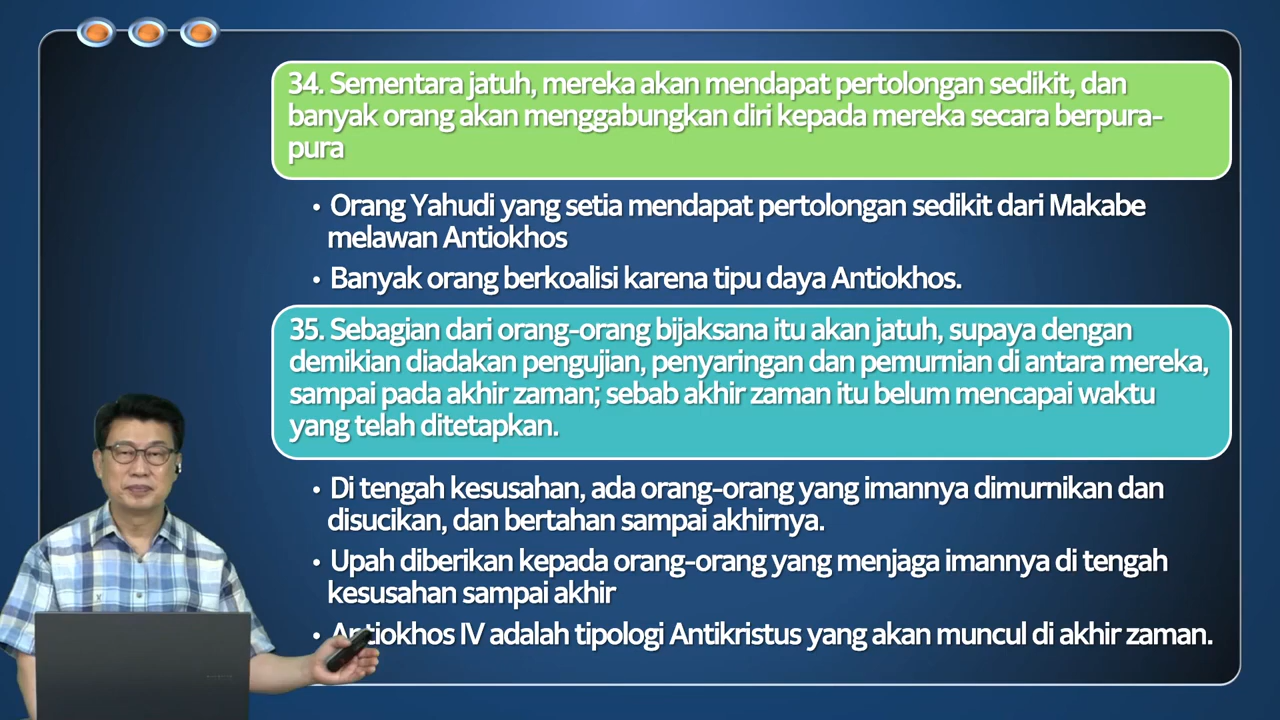 34. Sementara jatuh, mereka akan mendapat pertolongan sedikit, dan
banyak orang akan menggabungkan diri kepada mereka secara berpura-
pura
• Orang Yahudi yang setia mendapat pertolongan sedikit dari Makabe
melawan Antiokhos
• Banyak orang berkoalisi karena tipu daya Antiokhos.
35. Sebagian dari orang-orang bijaksana itu akan jatuh, supaya dengan
demikian diadakan pengujian, penyaringan dan pemurnian di antara mereka,
sampai pada akhir zaman; sebab akhir zaman itu belum mencapai waktu
yang telah ditetapkan.
• Di tengah kesusahan, ada orang-orang yang imannya dimurnikan dan
disucikan, dan bertahan sampai akhirnya.
• Upah diberikan kepada orang-orang yang menjaga imannya di tengah
kesusahan sampai akhir
• Antiokhos IV adalah tipologi Antikristus yang akan muncul di akhir zaman.